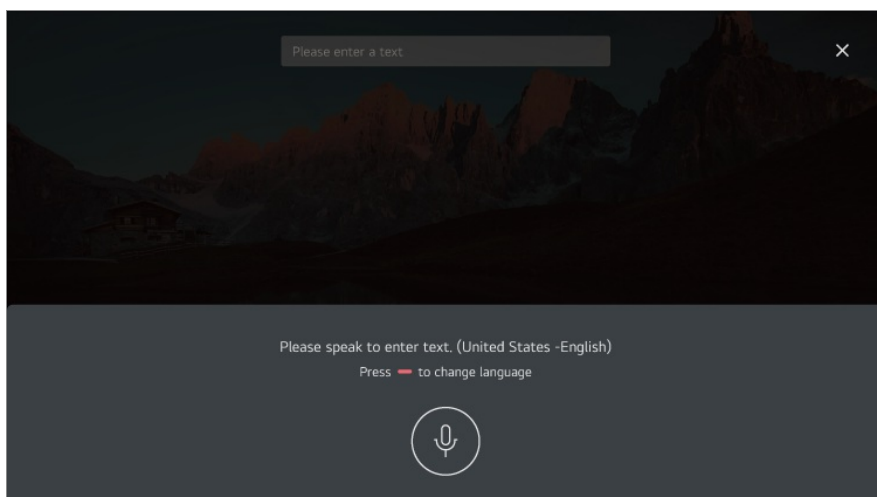 Please enter a text
Please speak to enter text. (United States -English)
Press to change language